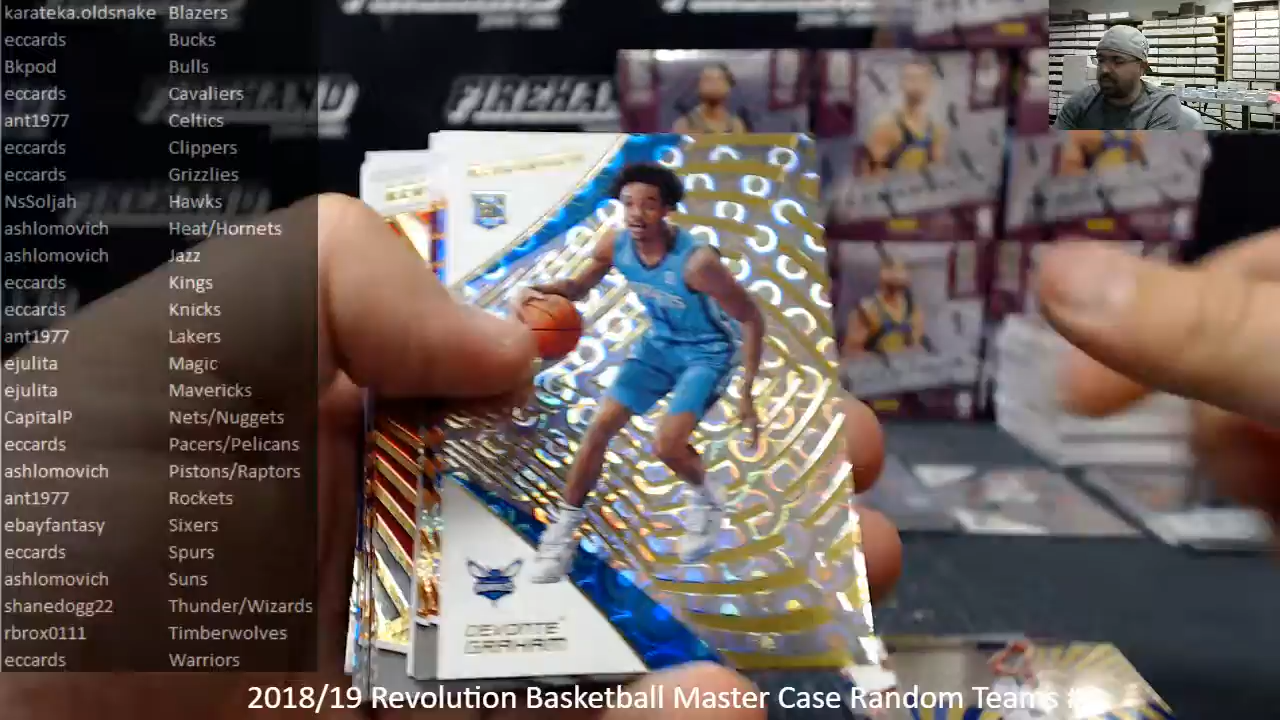 karateka.oldsnake Blazers
eccards Bucks
Bkpod Bulls
eccards Cavaliers
ant1977 Celtics
eccards Clippers
eccards Grizzlies
NsSoljah Hawks
ashlomovich Heat/Hornets
ashlomovich Jazz
eccards Kings
eccards Knicks
ant1977 Lakers
ejulita Magic
ejulita Mavericks
CapitalP Nets/Nuggets
eccards Pacers/Pelicans
ashlomovich Pistons/Raptors
ant1977 Rockets
ebayfantasy Sixers
eccards Spurs
ashlomovich Suns
shanedogg22 Thunder/Wizards
rbrox0111 Timberwolves
eccards Warriors
FIREHAND
FIREHAND
DEVONTE'
GRAHAM
2018/19 Revolution Basketball Master Case Random Teams